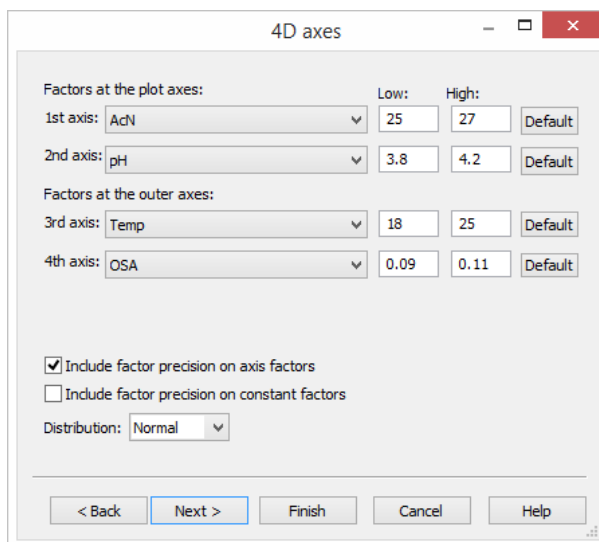 4D axes
Factors at the plot axes:
Low: High:
1st axis: AcN 25 27 Default
2nd axis: pH 3.8 4.2 Default
Factors at the outer axes:
3rd axis: Temp 18 25 Default
4th axis: OSA 0.09 0.11 Default
Include factor precision on axis factors
Include factor precision on constant factors
Distribution: Normal
< Back Next > Finish Cancel Help